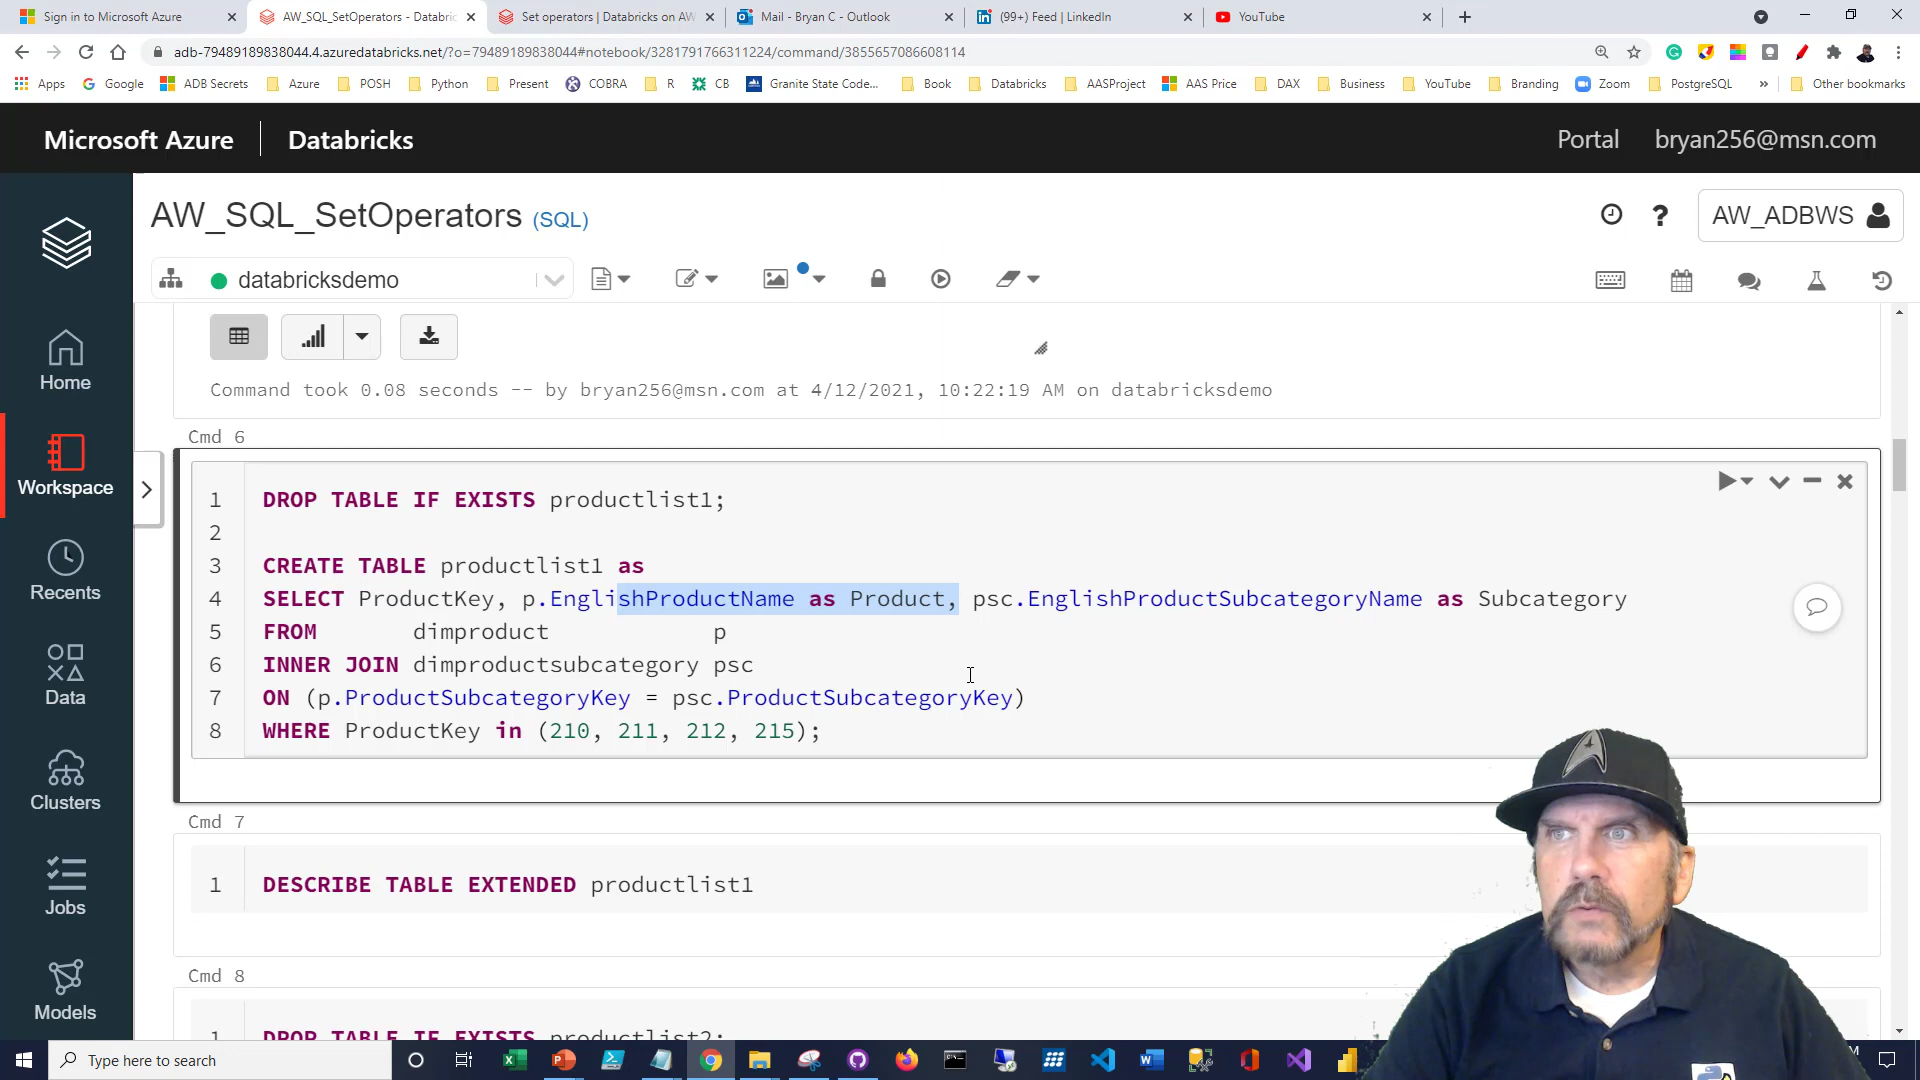 Sign in to Microsoft Azure
AW_SQL_SetOperators - Databric
Set operators | Databricks on AW
Mail - Bryan C - Outlook
(99+) Feed | LinkedIn
YouTube
adb-79489189838044.4.azuredatabricks.net/?o=79489189838044#notebook/3281791766311224/command/3855657086608114
Apps Google ADB Secrets Azure POSH Python Present COBRA R CB Granite State Code... Book Databricks AASProject AAS Price DAX Business YouTube Branding Zoom PostgreSQL » Other bookmarks
Microsoft Azure | Databricks Portal bryan256@msn.com
AW_SQL_SetOperators (SQL)
? AW_ADBWS
databricksdemo
Home
Workspace
Recents
Data
Clusters
Jobs
Models
Command took 0.08 seconds -- by bryan256@msn.com at 4/12/2021, 10:22:19 AM on databricksdemo
Cmd 6
1 DROP TABLE IF EXISTS productlist1;
2
3 CREATE TABLE productlist1 as
4 SELECT ProductKey, p.EnglishProductName as Product, psc.EnglishProductSubcategoryName as Subcategory
5 FROM dimproduct p
6 INNER JOIN dimproductsubcategory psc
7 ON (p.ProductSubcategoryKey = psc.ProductSubcategoryKey)
8 WHERE ProductKey in (210, 211, 212, 215);
Cmd 7
1 DESCRIBE TABLE EXTENDED productlist1
Cmd 8
1 DROP TABLE IF EXISTS productlist2;
Type here to search